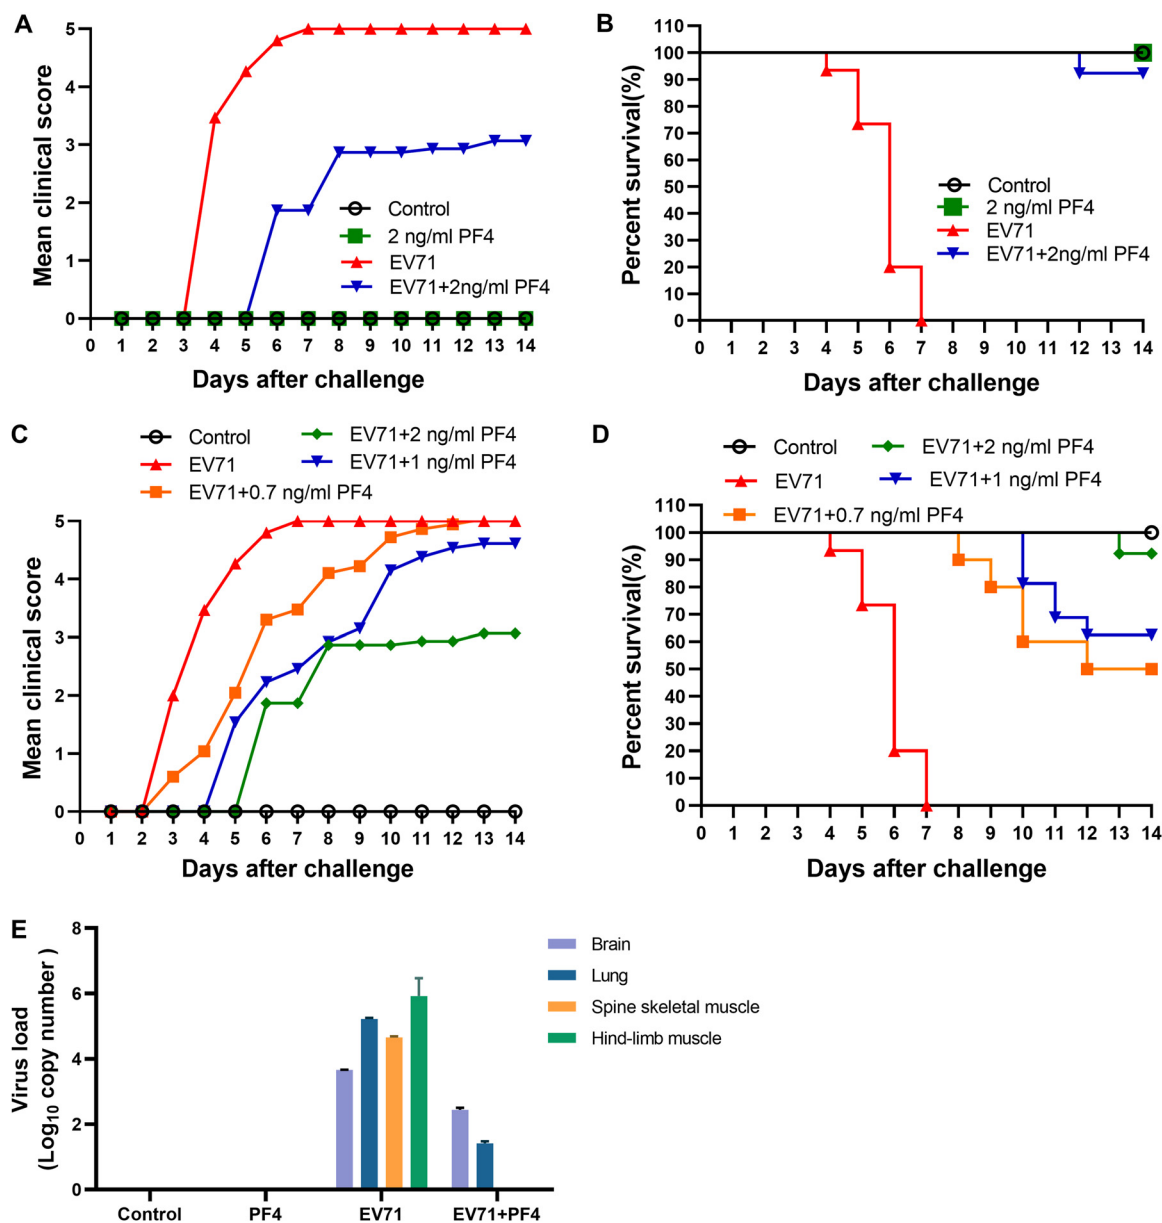 A
5
4
3
2
1
0
Mean clinical score
Control
2 ng/ml PF4
EV71
EV71+2ng/ml PF4
0 1 2 3 4 5 6 7 8 9 10 11 12 13 14
Days after challenge
B
110
100
90
80
70
60
50
40
30
20
10
0
Percent survival(%)
Control
2 ng/ml PF4
EV71
EV71+2ng/ml PF4
0 1 2 3 4 5 6 7 8 9 10 11 12 13 14
Days after challenge
C
Control
EV71
EV71+0.7 ng/ml PF4
EV71+2 ng/ml PF4
EV71+1 ng/ml PF4
5
4
3
2
1
0
Mean clinical score
0 1 2 3 4 5 6 7 8 9 10 11 12 13 14
Days after challenge
D
Control
EV71
EV71+0.7 ng/ml PF4
EV71+2 ng/ml PF4
EV71+1 ng/ml PF4
110
100
90
80
70
60
50
40
30
20
10
0
Percent survival(%)
0 1 2 3 4 5 6 7 8 9 10 11 12 13 14
Days after challenge
E
8
6
4
2
0
Virus load
(Log10 copy number )
Control PF4 EV71 EV71+PF4
Brain
Lung
Spine skeletal muscle
Hind-limb muscle